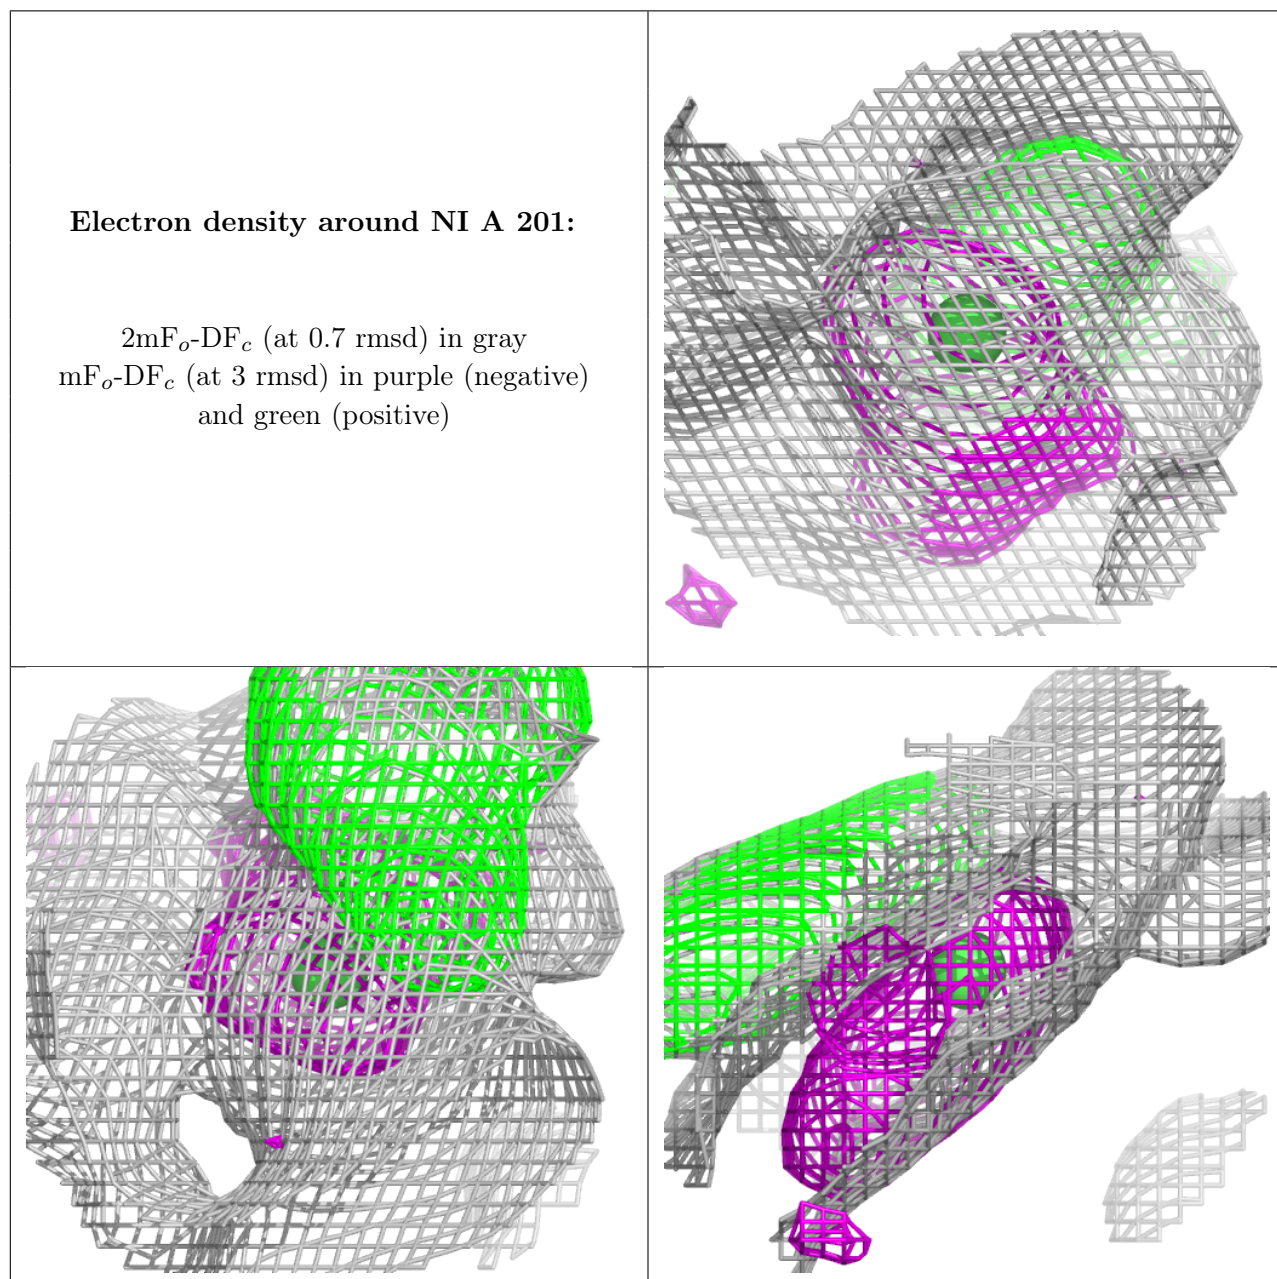 Electron density around NI A 201:
2mFo-DFc (at 0.7 rmsd) in gray
mFo-DFc (at 3 rmsd) in purple (negative)
and green (positive)